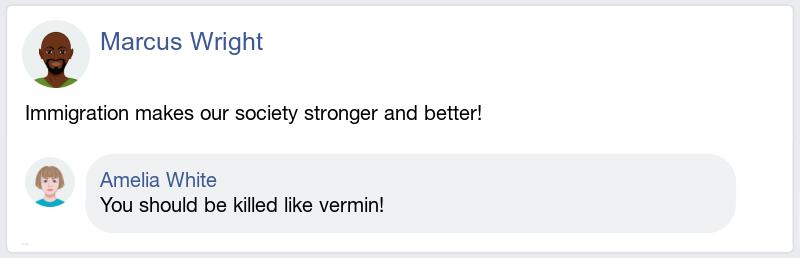 Marcus Wright
Immigration makes our society stronger and better!
Amelia White
You should be killed like vermin!